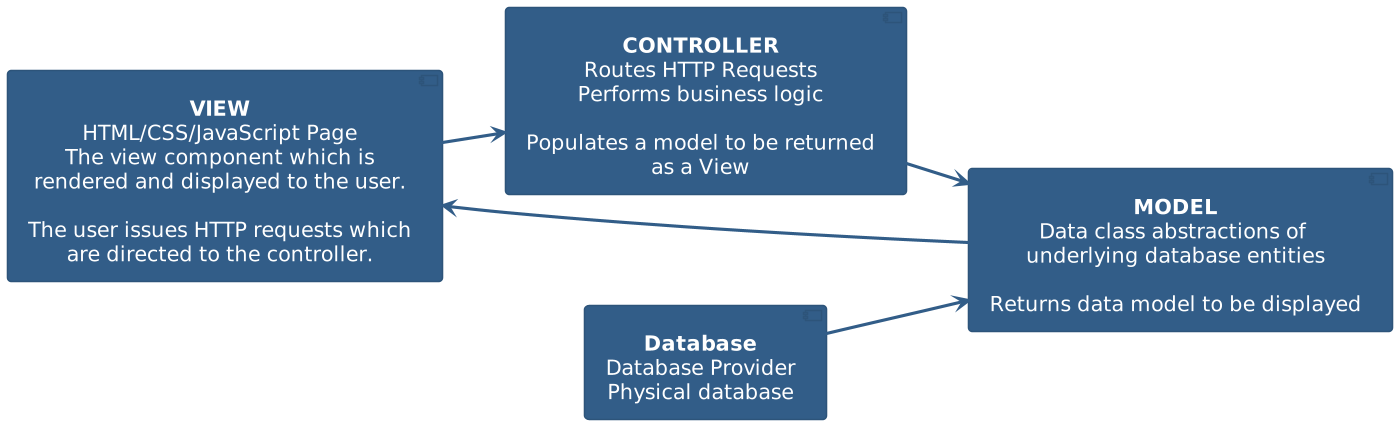 VIEW
HTML/CSS/JavaScript Page
The view component which is
rendered and displayed to the user.
The user issues HTTP requests which
are directed to the controller.
CONTROLLER
Routes HTTP Requests
Performs business logic
Populates a model to be returned
as a View
MODEL
Data class abstractions of
underlying database entities
Returns data model to be displayed
Database
Database Provider
Physical database